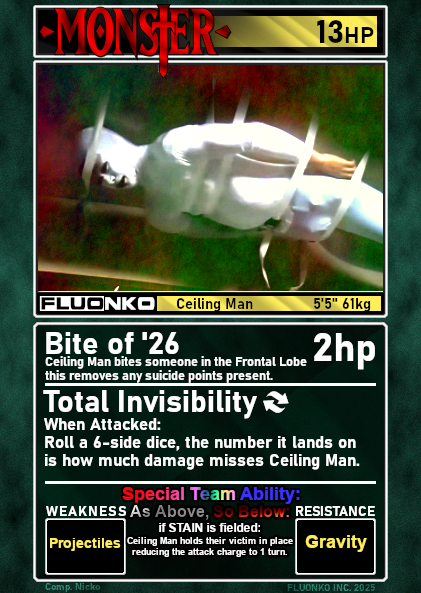 MONSTER
13HP
FLUONKO Ceiling Man 5'5" 61kg
Bite of '26
2hp
Ceiling Man bites someone in the Frontal Lobe
this removes any suicide points present.
Total Invisibility
When Attacked:
Roll a 6-side dice, the number it lands on
is how much damage misses Ceiling Man.
Special Team Ability:
WEAKNESS As Above, So Below: RESISTANCE
if STAIN is fielded:
Projectiles
Ceiling Man holds their victim in place
reducing the attack charge to 1 turn.
Gravity
Comp. Nicko FLUONKO INC. 2025